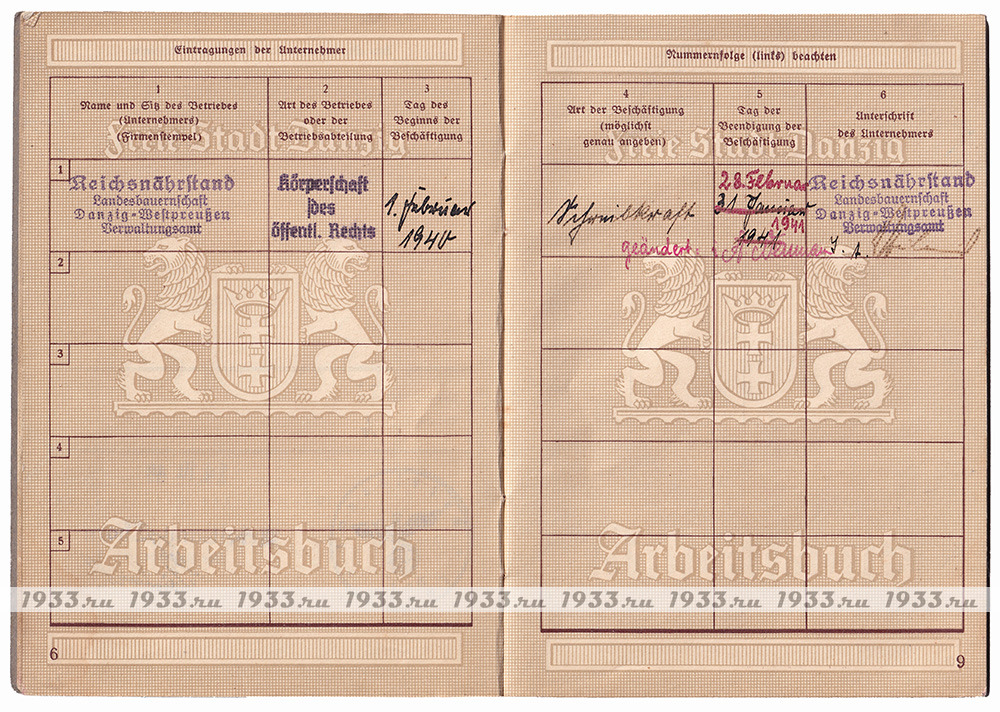 Eintragungen der Unternehmer
1
Name und Sitz des Betriebes
(Unternehmers)
(Firmenstempel)
2
Art des Betriebes
oder der
Betriebsabteilung
3
Tag des
Beginns der
Beschäftigung
Freie Stadt Danzig
1
Reichsnährstand
Landesbauernschaft
Danzig-Westpreußen
Verwaltungsamt
Körperschaft
des
öffentl. Rechts
1. Februar
1940
2
3
4
5
Arbeitsbuch
6
Nummernfolge (links) beachten
4
Art der Beschäftigung
(möglichst
genau angeben)
5
Tag der
Beendigung der
Beschäftigung
6
Unterschrift
des Unternehmers
Freie Stadt Danzig
Schreibkraft
geändert:
28. Februar
31 Januar
1941
1941
Reichsnährstand
Landesbauernschaft
Danzig-Westpreußen
Verwaltungsamt
J. A.
Arbeitsbuch
9
1933.ru 1933.ru 1933.ru 1933.ru 1933.ru 1933.ru 1933.ru 1933.ru 1933.ru